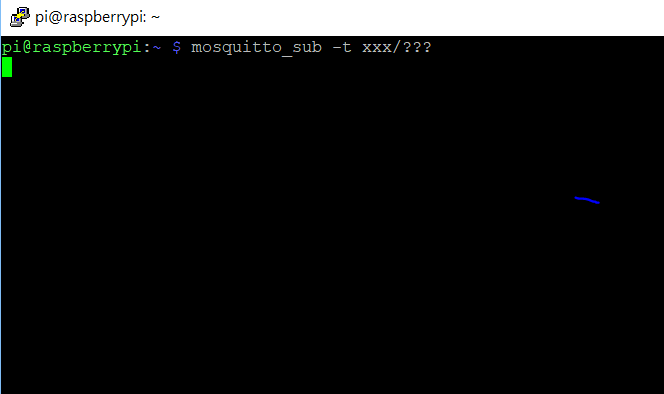 pi@raspberrypi: ~
pi@raspberrypi:~ $ mosquitto_sub -t xxx/???